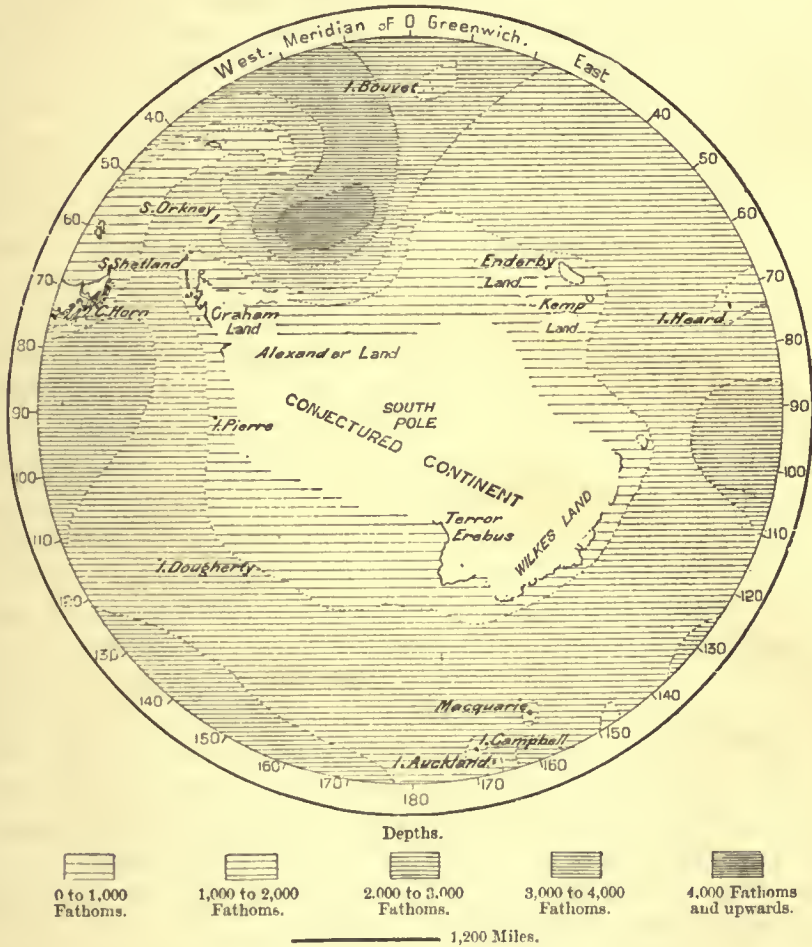 West. Meridian of 0 Greenwich. East
I. Bouvet
40
40
50
50
S. Orkney
60
60
S. Shetland
Enderby
Land
70
70
C. Horn
Graham
Land
Kemp
Land
I. Heard
80
80
Alexander Land
90
90
SOUTH
POLE
I. Pierre
CONJECTURED CONTINENT
100
100
Terror
Erebus
WILKES LAND
110
110
I. Dougherty
120
120
130
130
140
140
Macquarie
150
150
I. Campbell
I. Auckland
160
160
170
170
180
Depths.
0 to 1,000
Fathoms.
1,000 to 2,000
Fathoms.
2.000 to 3.000
Fathoms.
3,000 to 4,000
Fathoms.
4,000 Fathoms
and upwards.
1,200 Miles.